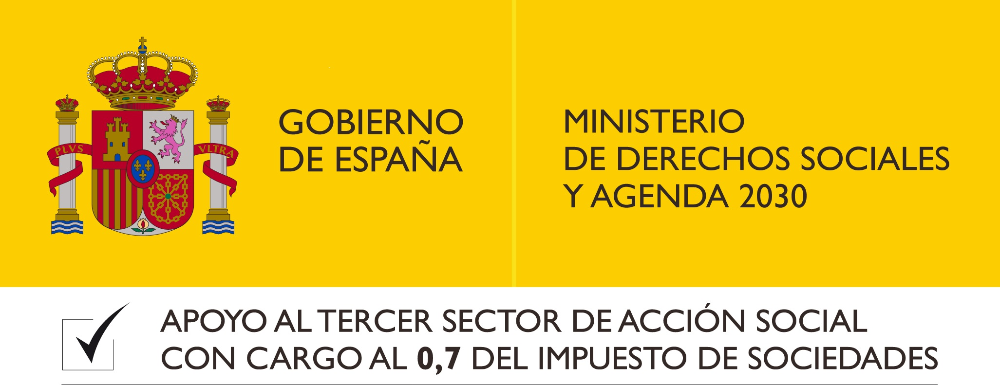 PLVS
VLTRA
GOBIERNO
DE ESPAÑA
MINISTERIO
DE DERECHOS SOCIALES
Y AGENDA 2030
APOYO AL TERCER SECTOR DE ACCIÓN SOCIAL
CON CARGO AL 0,7 DEL IMPUESTO DE SOCIEDADES